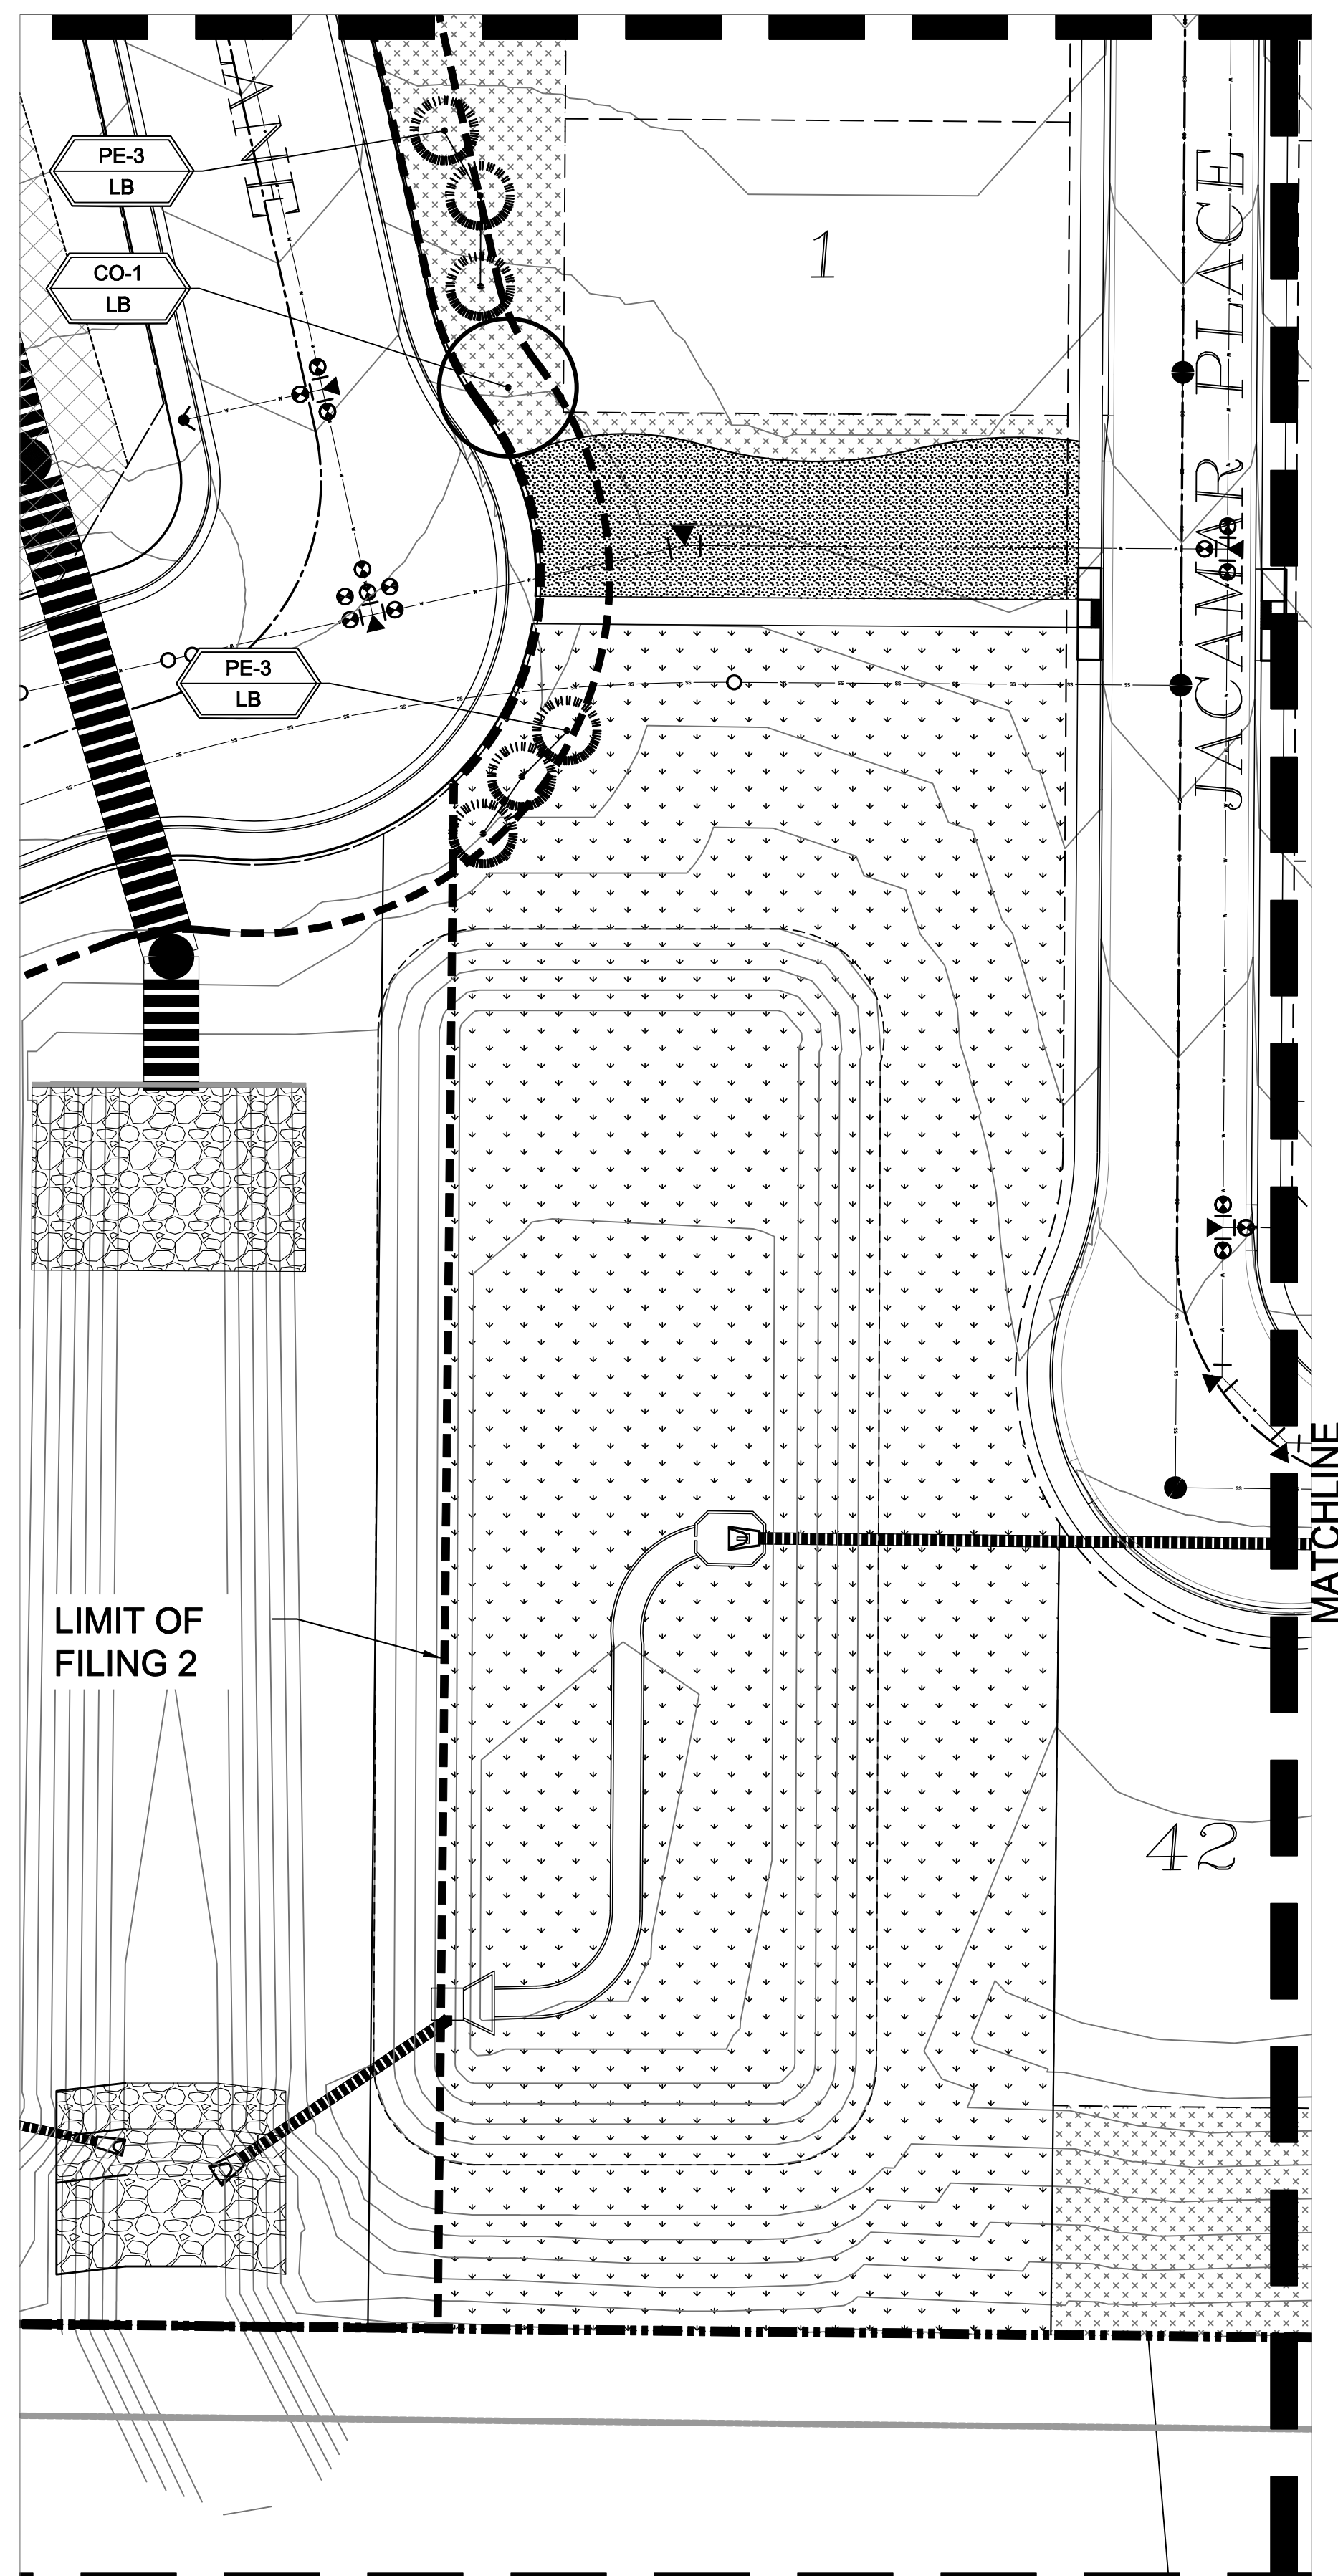 PE-3
LB
1
CO-1
LB
JACAMAR PLACE
PE-3
LB
MATCHLINE
LIMIT OF
FILING 2
42